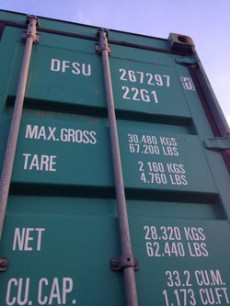 DFSU 267297
22G1
MAX.GROSS 30.480 KGS
67.200 LBS
TARE 2 160 KGS
4.760 LBS
NET 28.320 KGS
62.440 LBS
CU. CAP. 33.2 CU.M.
1,173 CU.FT